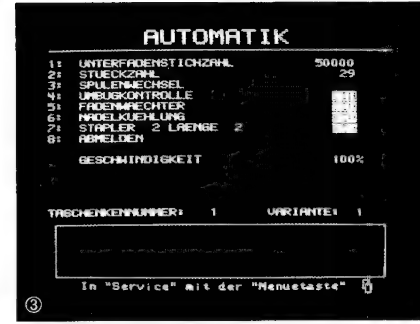 AUTOMATIK
1: UNTERFADENSTICHZAHL 50000
2: STUECKZAHL 29
3: SPULENWECHSEL
4: UMBUGKONTROLLE
5: FADENWAECHTER
6: NADELKUEHLUNG
7: STAPLER 2 LAENGE 2
8: ABMELDEN
GESCHWINDIGKEIT 100%
TASCHENKENNUMMER: 1 VARIANTE: 1
In "Service" mit der "Menuetaste"
③